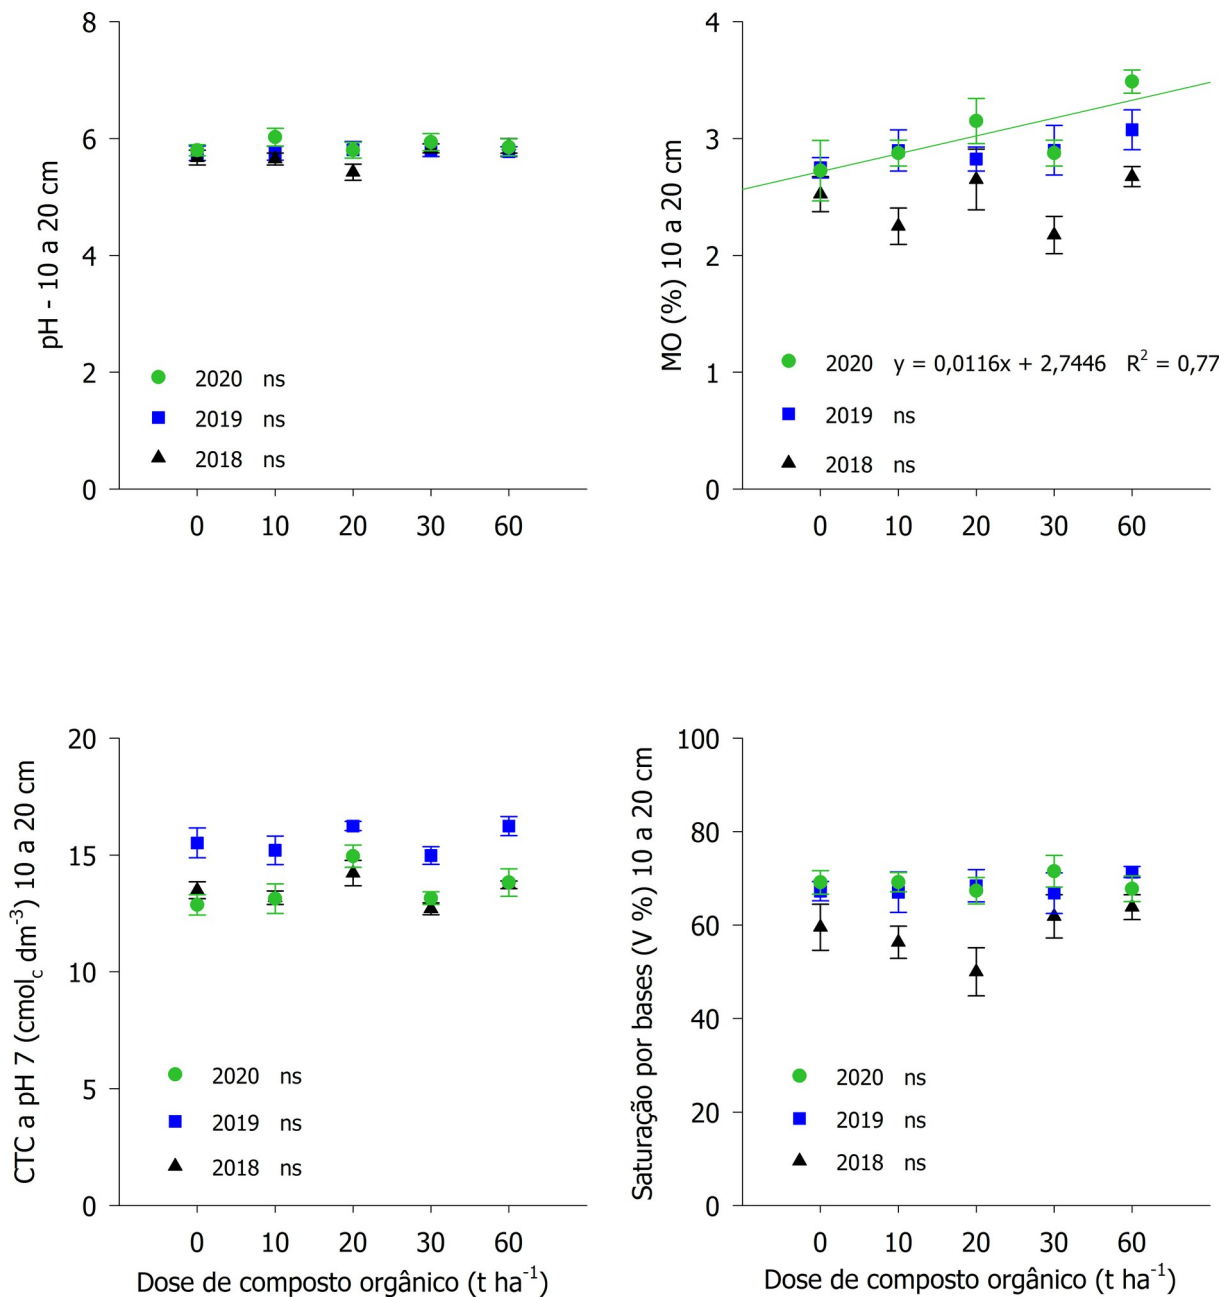 pH - 10 a 20 cm
8
6
4
2
0
2020 ns
2019 ns
2018 ns
0 10 20 30 60
MO (%) 10 a 20 cm
4
3
2
1
0
2020 y = 0,0116x + 2,7446 R² = 0,77
2019 ns
2018 ns
0 10 20 30 60
CTC a pH 7 (cmol_c dm⁻³) 10 a 20 cm
20
15
10
5
0
2020 ns
2019 ns
2018 ns
0 10 20 30 60
Dose de composto orgânico (t ha⁻¹)
Saturação por bases (V %) 10 a 20 cm
100
80
60
40
20
0
2020 ns
2019 ns
2018 ns
0 10 20 30 60
Dose de composto orgânico (t ha⁻¹)